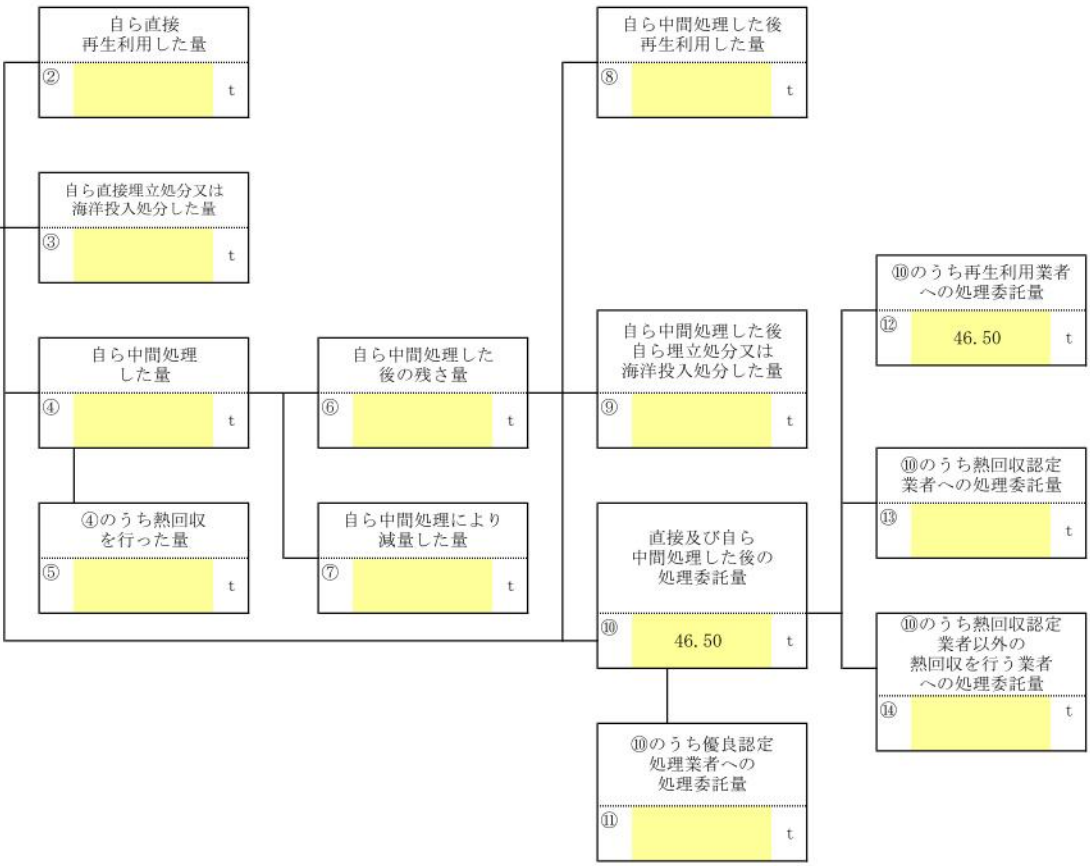 自ら直接
再生利用した量
②
t
自ら直接埋立処分又は
海洋投入処分した量
③
t
自ら中間処理
した量
④
t
④のうち熱回収
を行った量
⑤
t
自ら中間処理した
後の残さ量
⑥
t
自ら中間処理により
減量した量
⑦
t
自ら中間処理した後
再生利用した量
⑧
t
自ら中間処理した後
自ら埋立処分又は
海洋投入処分した量
⑨
t
直接及び自ら
中間処理した後の
処理委託量
⑩ 46.50 t
⑩のうち優良認定
処理業者への
処理委託量
⑪
t
⑩のうち再生利用業者
への処理委託量
⑫ 46.50 t
⑩のうち熱回収認定
業者への処理委託量
⑬
t
⑩のうち熱回収認定
業者以外の
熱回収を行う業者
への処理委託量
⑭
t